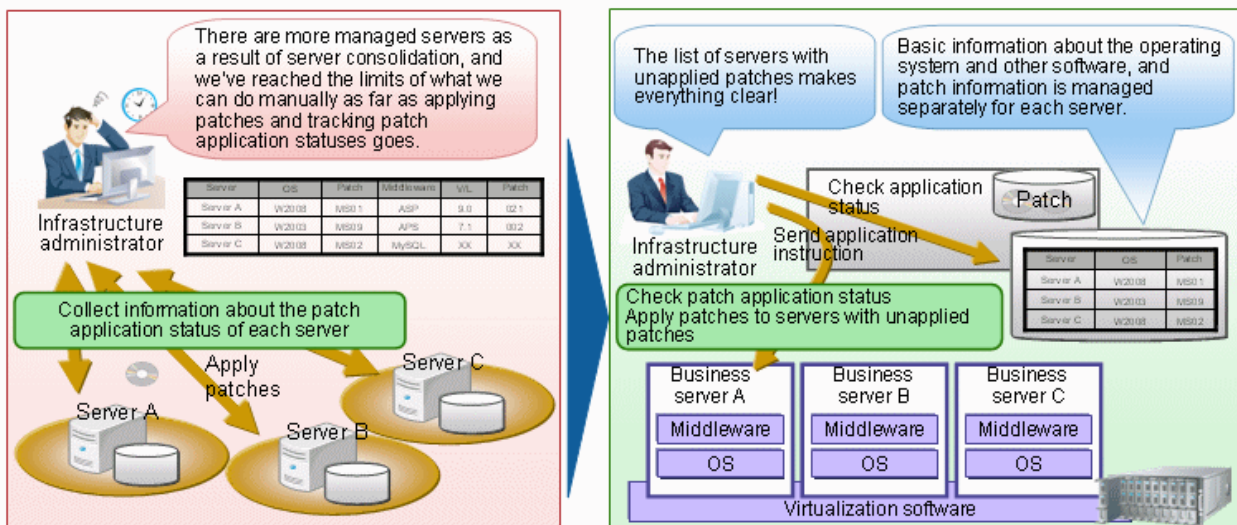 There are more managed servers as
a result of server consolidation, and
we've reached the limits of what we
can do manually as far as applying
patches and tracking patch
application statuses goes.
Infrastructure
administrator
Server OS Patch Middleware V/L Patch
Server A W2008 MS01 ASP 9.0 021
Server B W2003 MS09 APS 7.1 002
Server C W2008 MS02 MySQL XX XX
Collect information about the patch
application status of each server
Apply
patches
Server A
Server B
Server C
The list of servers with
unapplied patches makes
everything clear!
Basic information about the operating
system and other software, and
patch information is managed
separately for each server.
Infrastructure
administrator
Check application
status
Patch
Send application
instruction
Server OS Patch
Server A W2008 MS01
Server B W2003 MS09
Server C W2008 MS02
Check patch application status
Apply patches to servers with unapplied
patches
Business
server A
Middleware
OS
Business
server B
Middleware
OS
Business
server C
Middleware
OS
Virtualization software